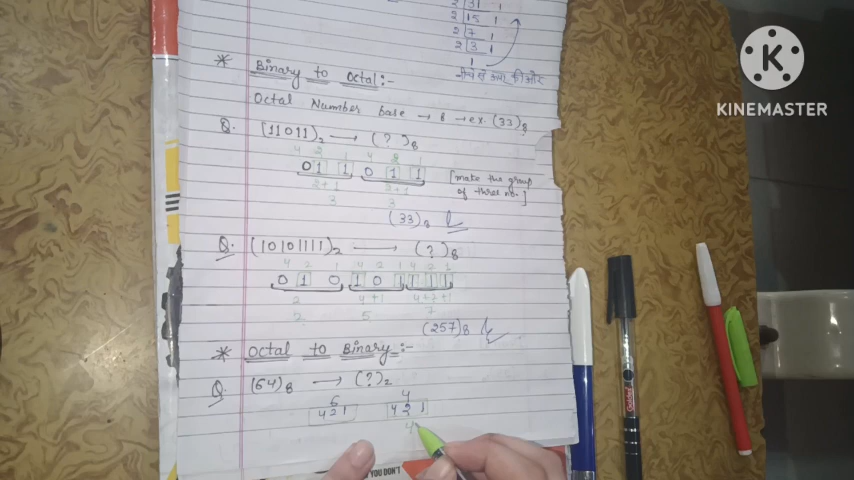 2 | 31 1
2 | 15 1
2 | 7 1
2 | 3 1
1
नीचे से ऊपर की ओर
* Binary to Octal:-
Octal Number base → 8 → ex. (33)8
Q. (11011)2 → (?)8
4 2 1 4 2 1
0 1 1 0 1 1
[make the group of three no.]
2+1 2+1
3 3
(33)8
Q. (10101111)2 → (?)8
4 2 1 4 2 1 4 2 1
0 1 0 1 0 1 1 1 1
2 4+1 4+2+1
2 5 7
(257)8
* Octal to Binary:-
Q. (64)8 → (?)2
6 4
4 2 1 4 2 1
4
YOU DON'T
K
KINEMASTER